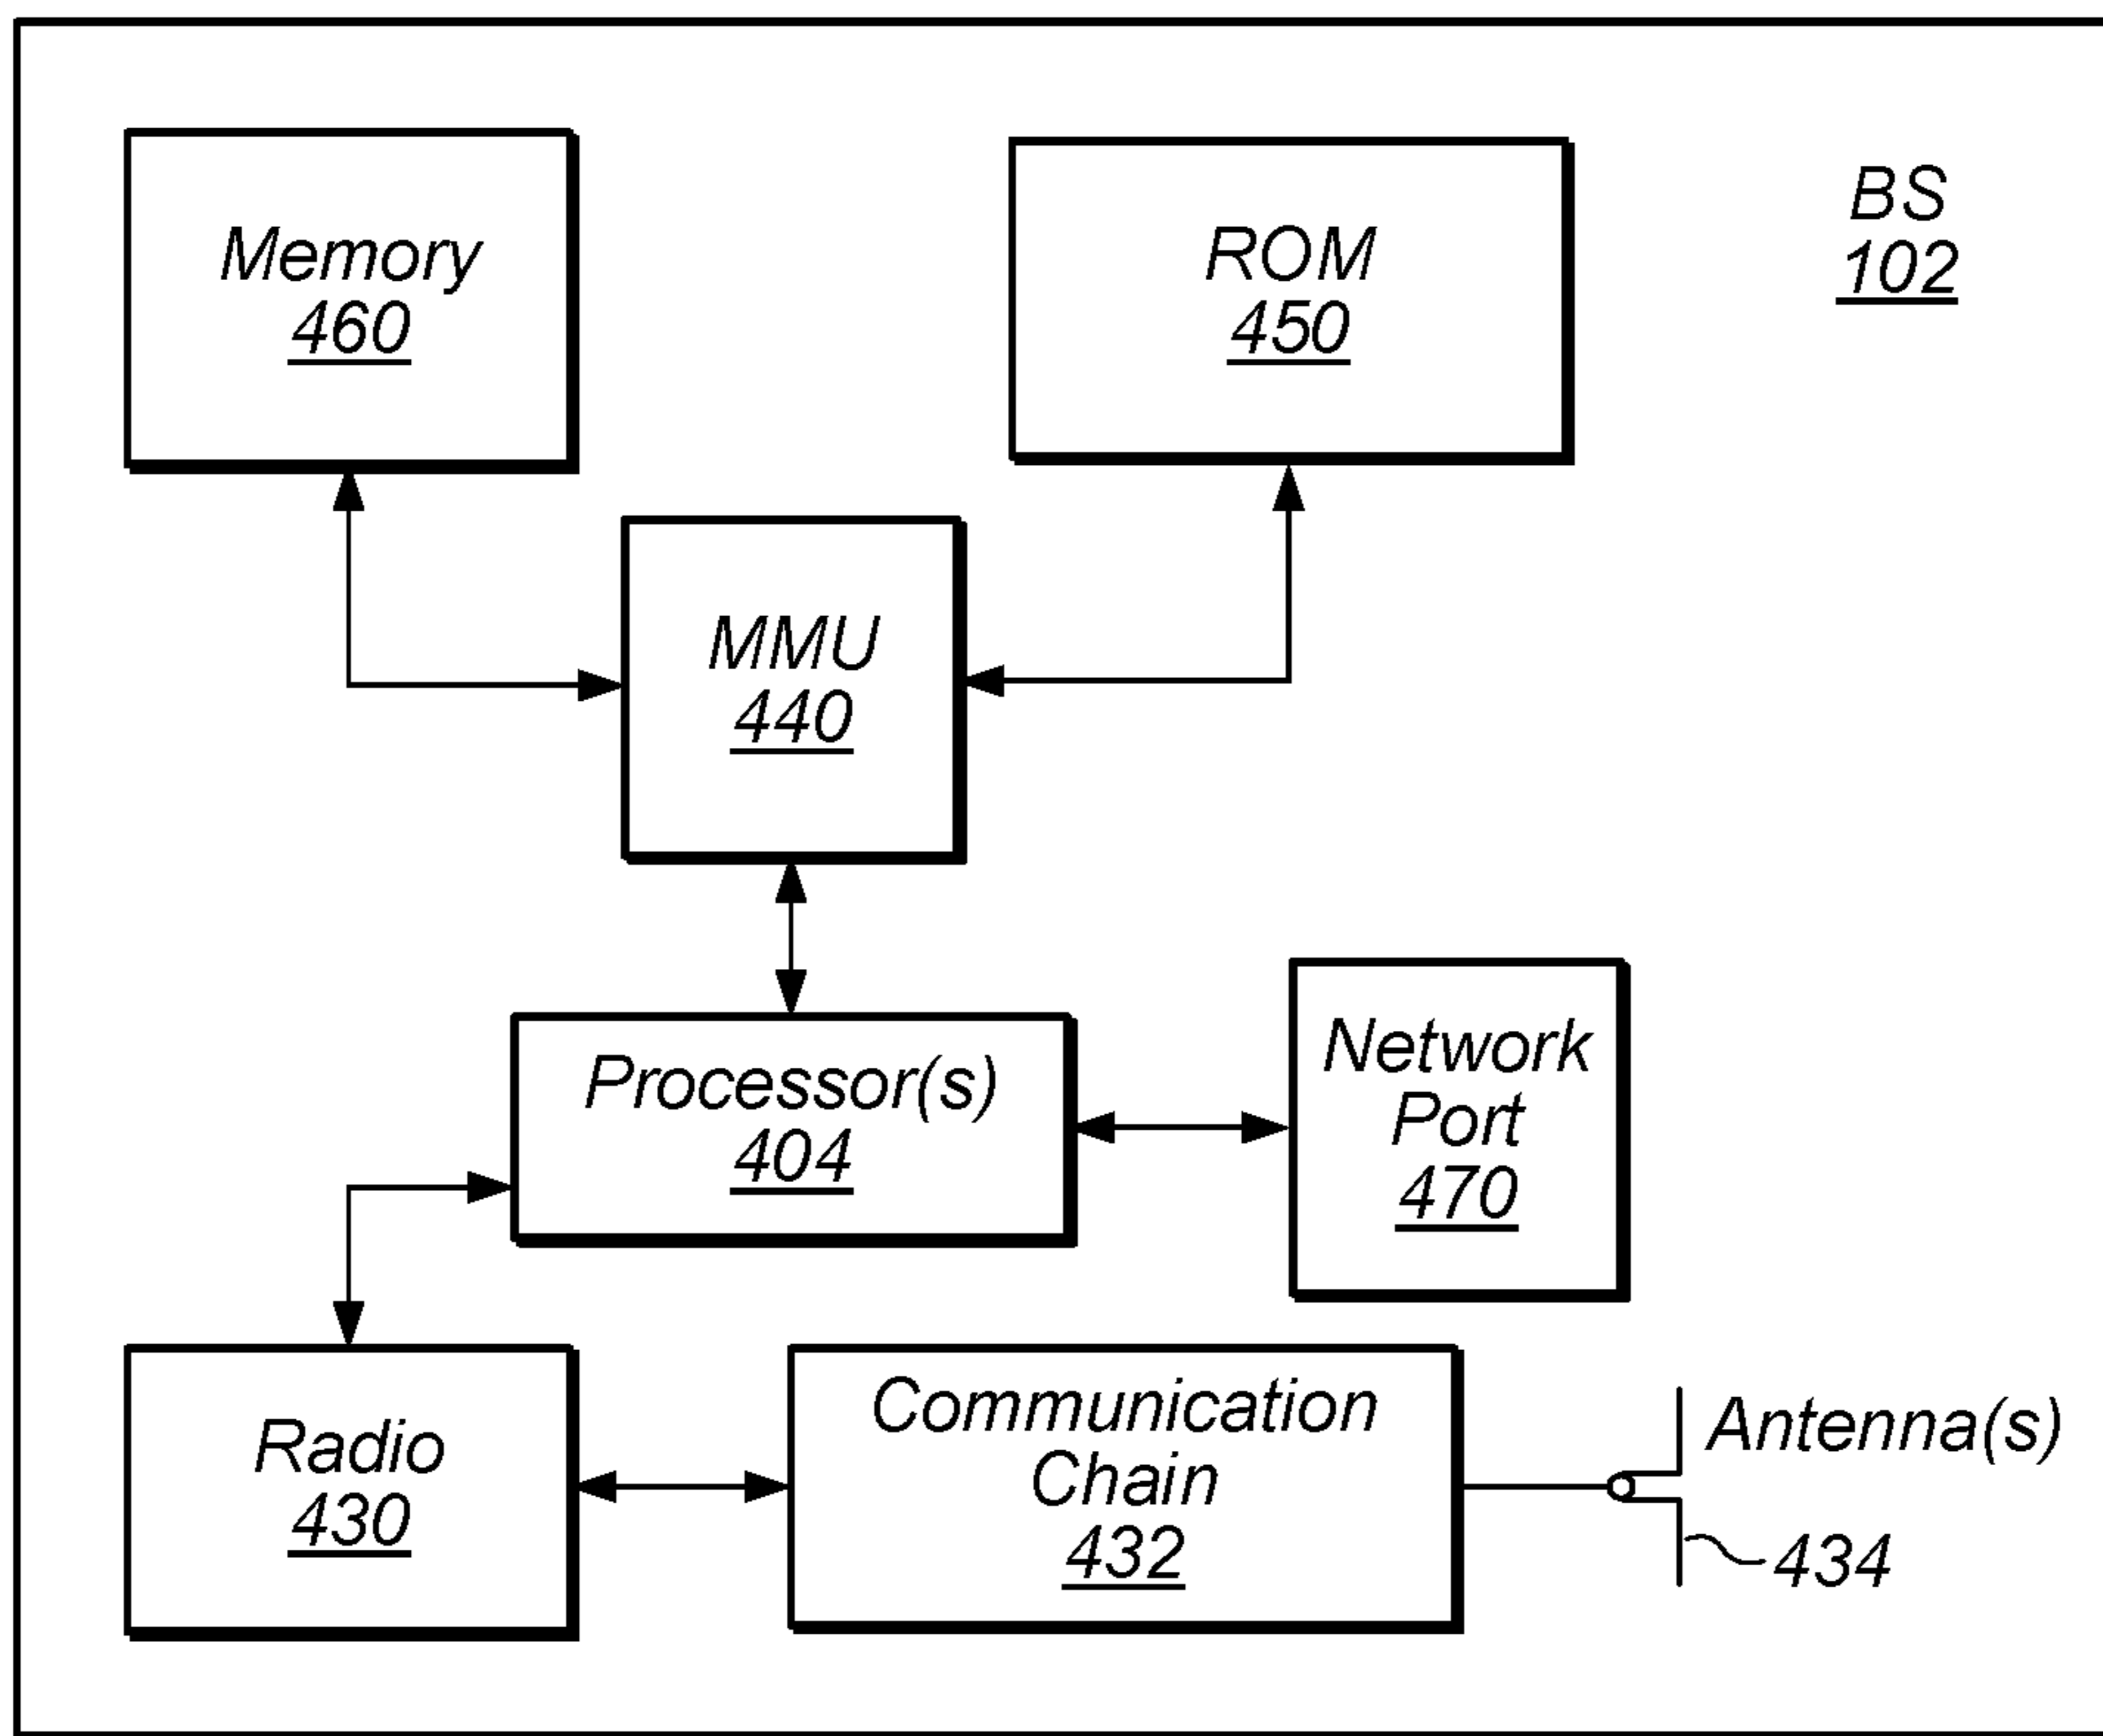 Memory
460
ROM
450
BS
102
MMU
440
Processor(s)
404
Network
Port
470
Radio
430
Communication
Chain
432
Antenna(s)
434